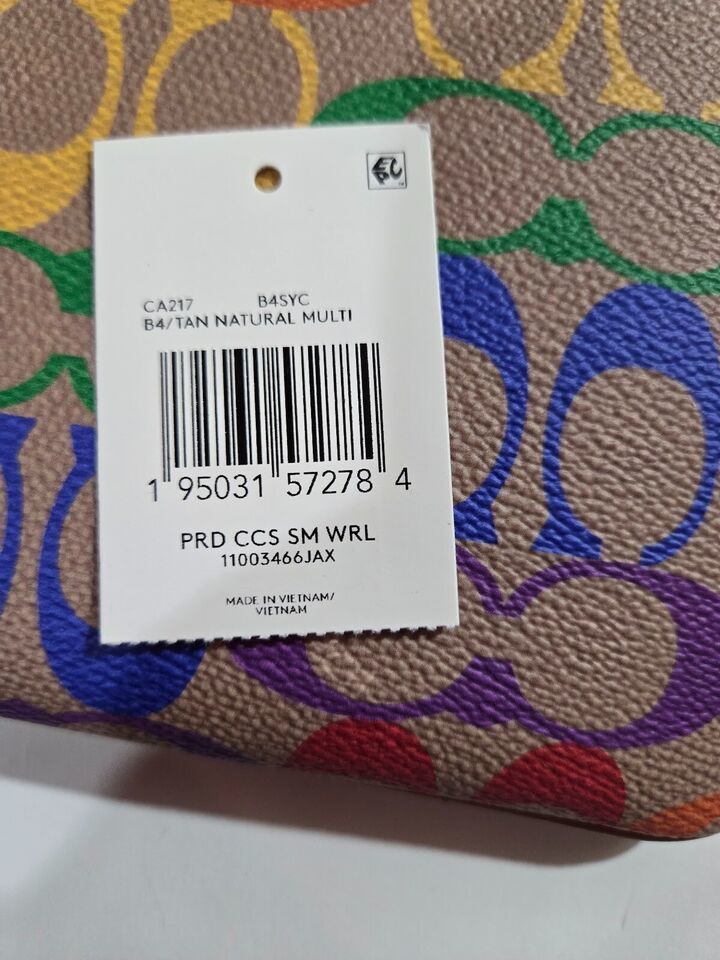 CA217 B4SYC
B4/TAN NATURAL MULTI
1 95031 57278 4
PRD CCS SM WRL
11003466JAX
MADE IN VIETNAM/
VIETNAM